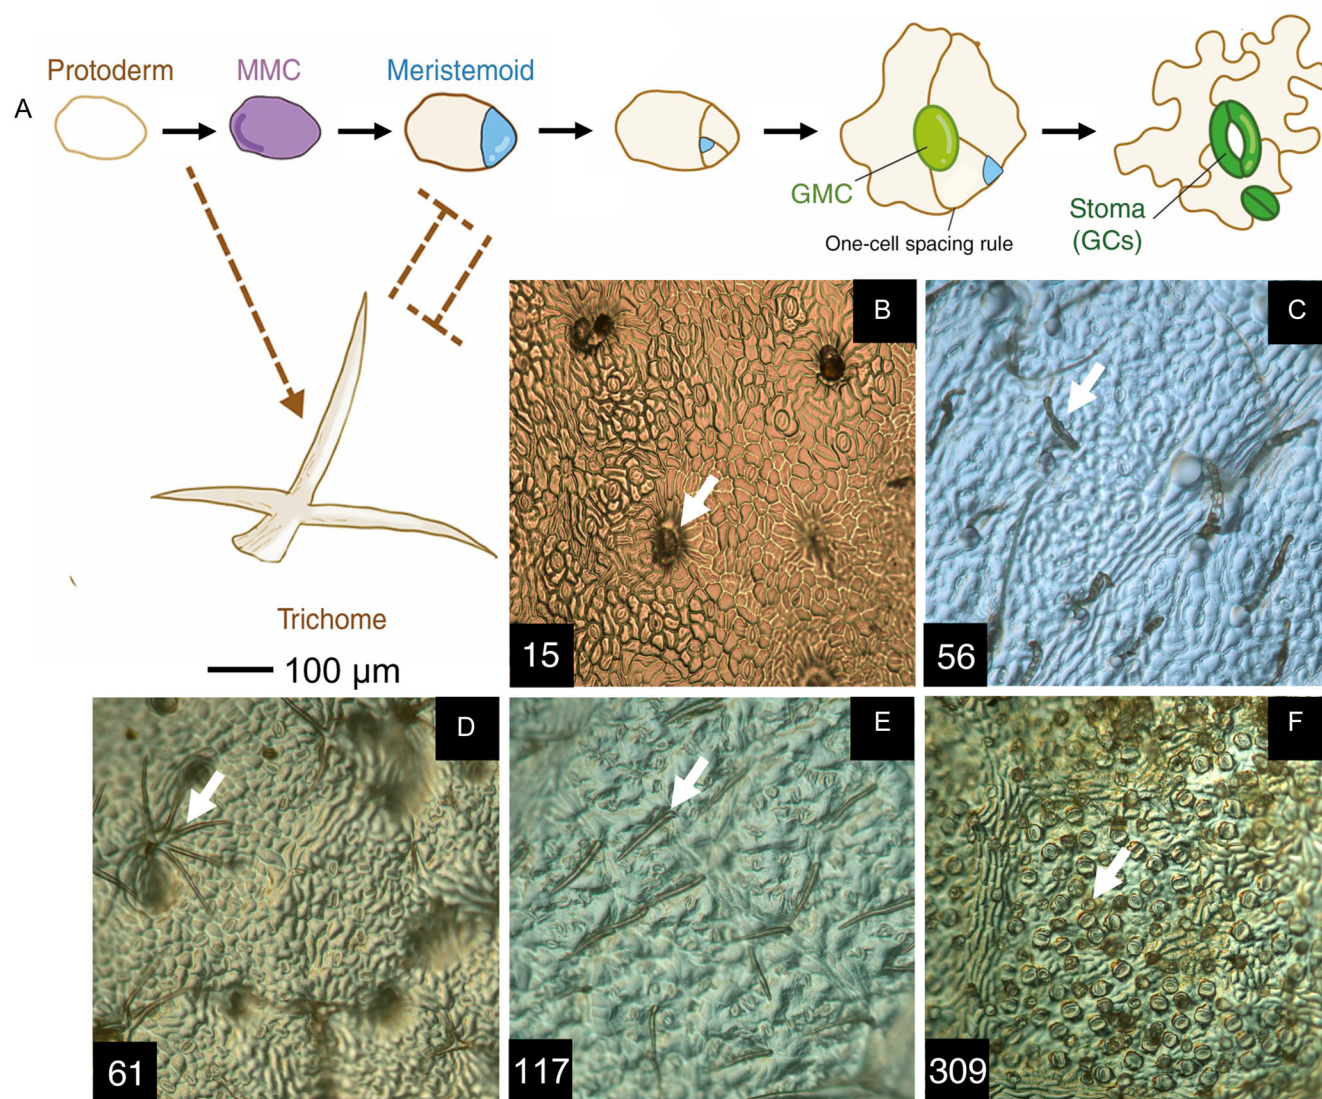 A
Protoderm
MMC
Meristemoid
GMC
One-cell spacing rule
Stoma
(GCs)
Trichome
100 µm
B
15
C
56
D
61
E
117
F
309